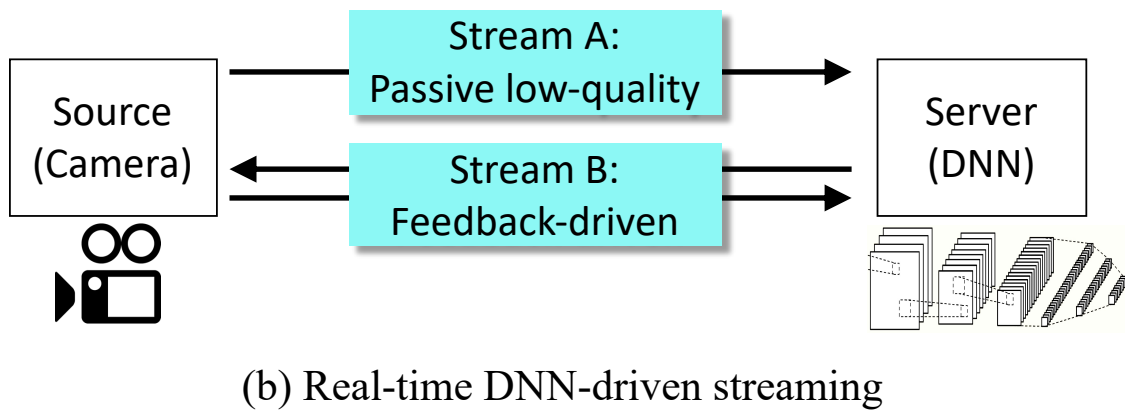 Stream A:
Passive low-quality
Source
(Camera)
Server
(DNN)
Stream B:
Feedback-driven
(b) Real-time DNN-driven streaming